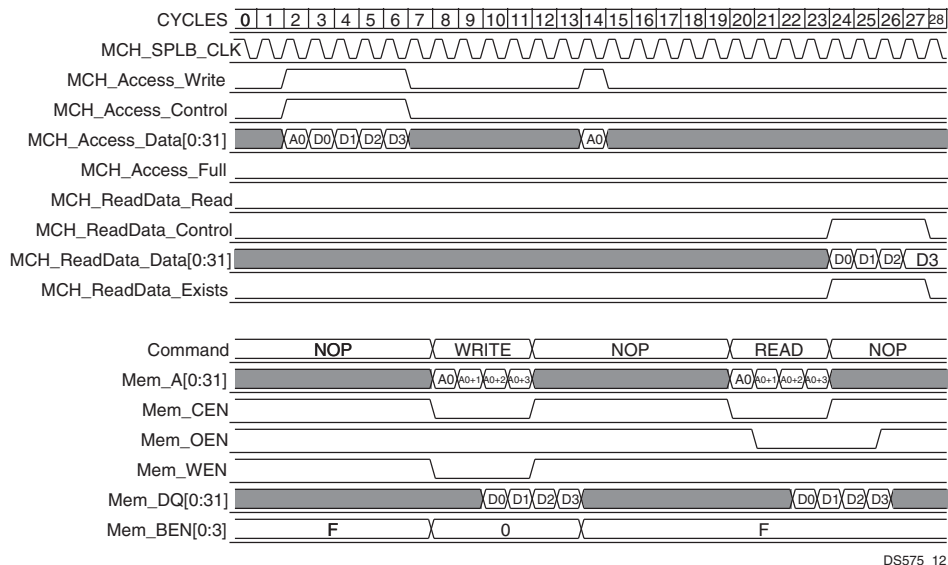 CYCLES 0 1 2 3 4 5 6 7 8 9 10 11 12 13 14 15 16 17 18 19 20 21 22 23 24 25 26 27 28
MCH_SPLB_CLK
MCH_Access_Write
MCH_Access_Control
MCH_Access_Data[0:31] A0 D0 D1 D2 D3 A0
MCH_Access_Full
MCH_ReadData_Read
MCH_ReadData_Control
MCH_ReadData_Data[0:31] D0 D1 D2 D3
MCH_ReadData_Exists
Command NOP WRITE NOP READ NOP
Mem_A[0:31] A0 A0+1 A0+2 A0+3 A0 A0+1 A0+2 A0+3
Mem_CEN
Mem_OEN
Mem_WEN
Mem_DQ[0:31] D0 D1 D2 D3 D0 D1 D2 D3
Mem_BEN[0:3] F 0 F
DS575_12